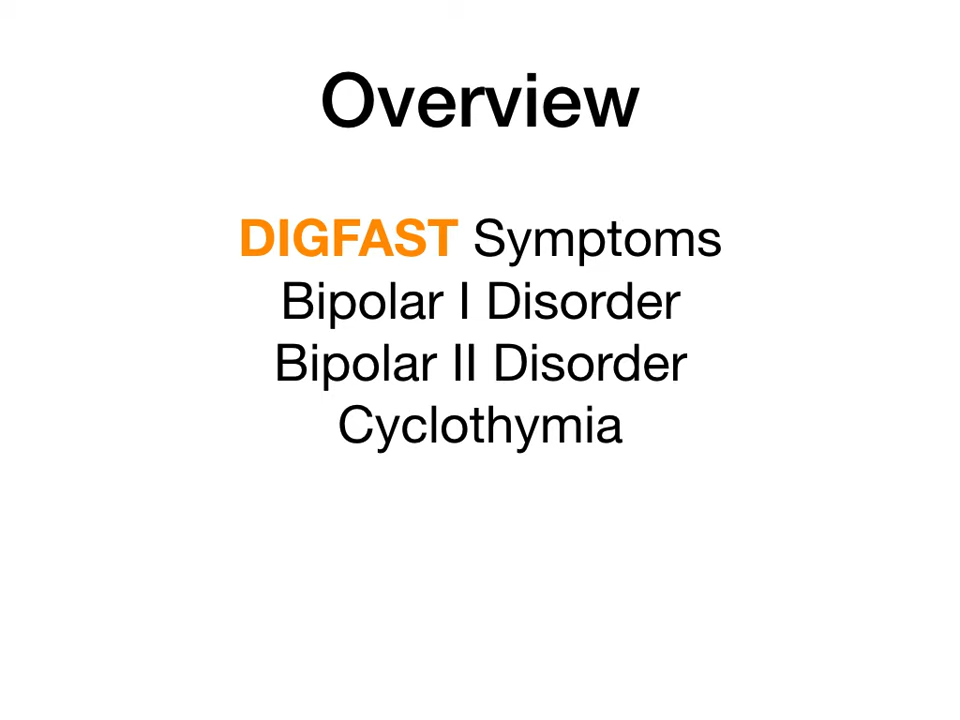 Overview
DIGFAST Symptoms
Bipolar I Disorder
Bipolar II Disorder
Cyclothymia